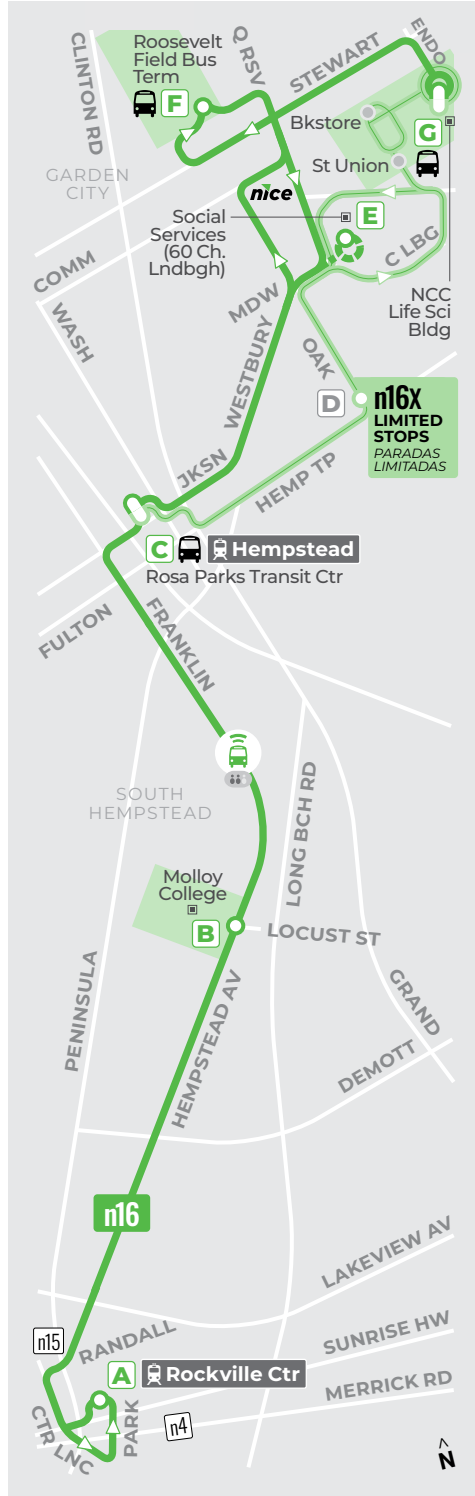 Roosevelt
Field Bus
Term
F
CLINTON RD
Q RSV
STEWART
ENDO
Bkstore
G
St Union
GARDEN
CITY
nice
Social
Services
(60 Ch.
Lndbgh)
E
C LBG
NCC
Life Sci
Bldg
COMM
WASH
MDW
WESTBURY
OAK
D
n16X
LIMITED
STOPS
PARADAS
LIMITADAS
JKSN
HEMP TP
C
Hempstead
Rosa Parks Transit Ctr
FULTON
FRANKLIN
SOUTH
HEMPSTEAD
LONG BCH RD
Molloy
College
B
LOCUST ST
PENINSULA
HEMPSTEAD AV
GRAND
DEMOTT
n16
LAKEVIEW AV
n15
RANDALL
SUNRISE HW
A
Rockville Ctr
MERRICK RD
CTR
LNC
PARK
n4
N